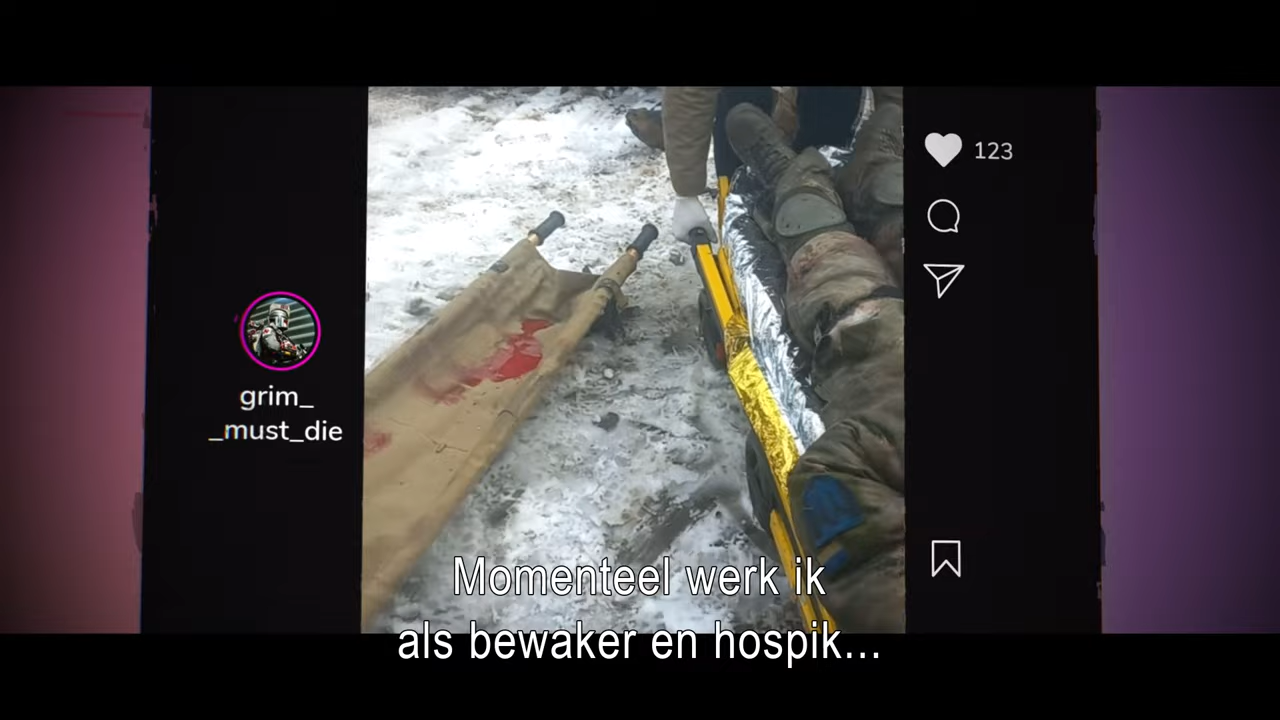 123
grim_
_must_die
Momenteel werk ik
als bewaker en hospik...